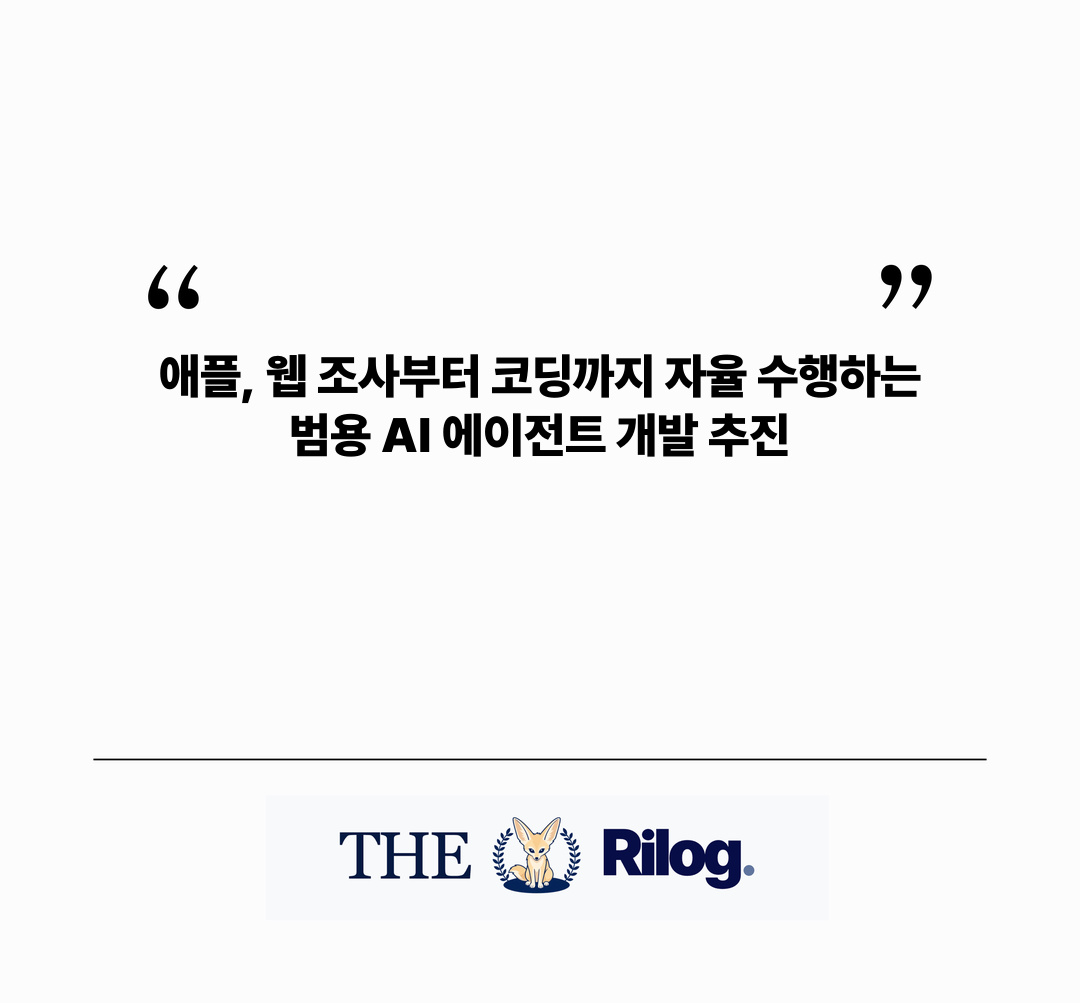 “ ”
애플, 웹 조사부터 코딩까지 자율 수행하는
범용 AI 에이전트 개발 추진
THE Rilog.